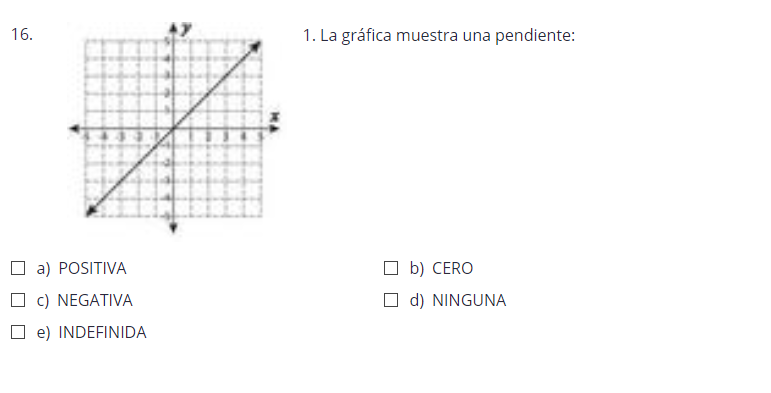 16.
1. La gráfica muestra una pendiente:
y
x
a) POSITIVA
b) CERO
c) NEGATIVA
d) NINGUNA
e) INDEFINIDA